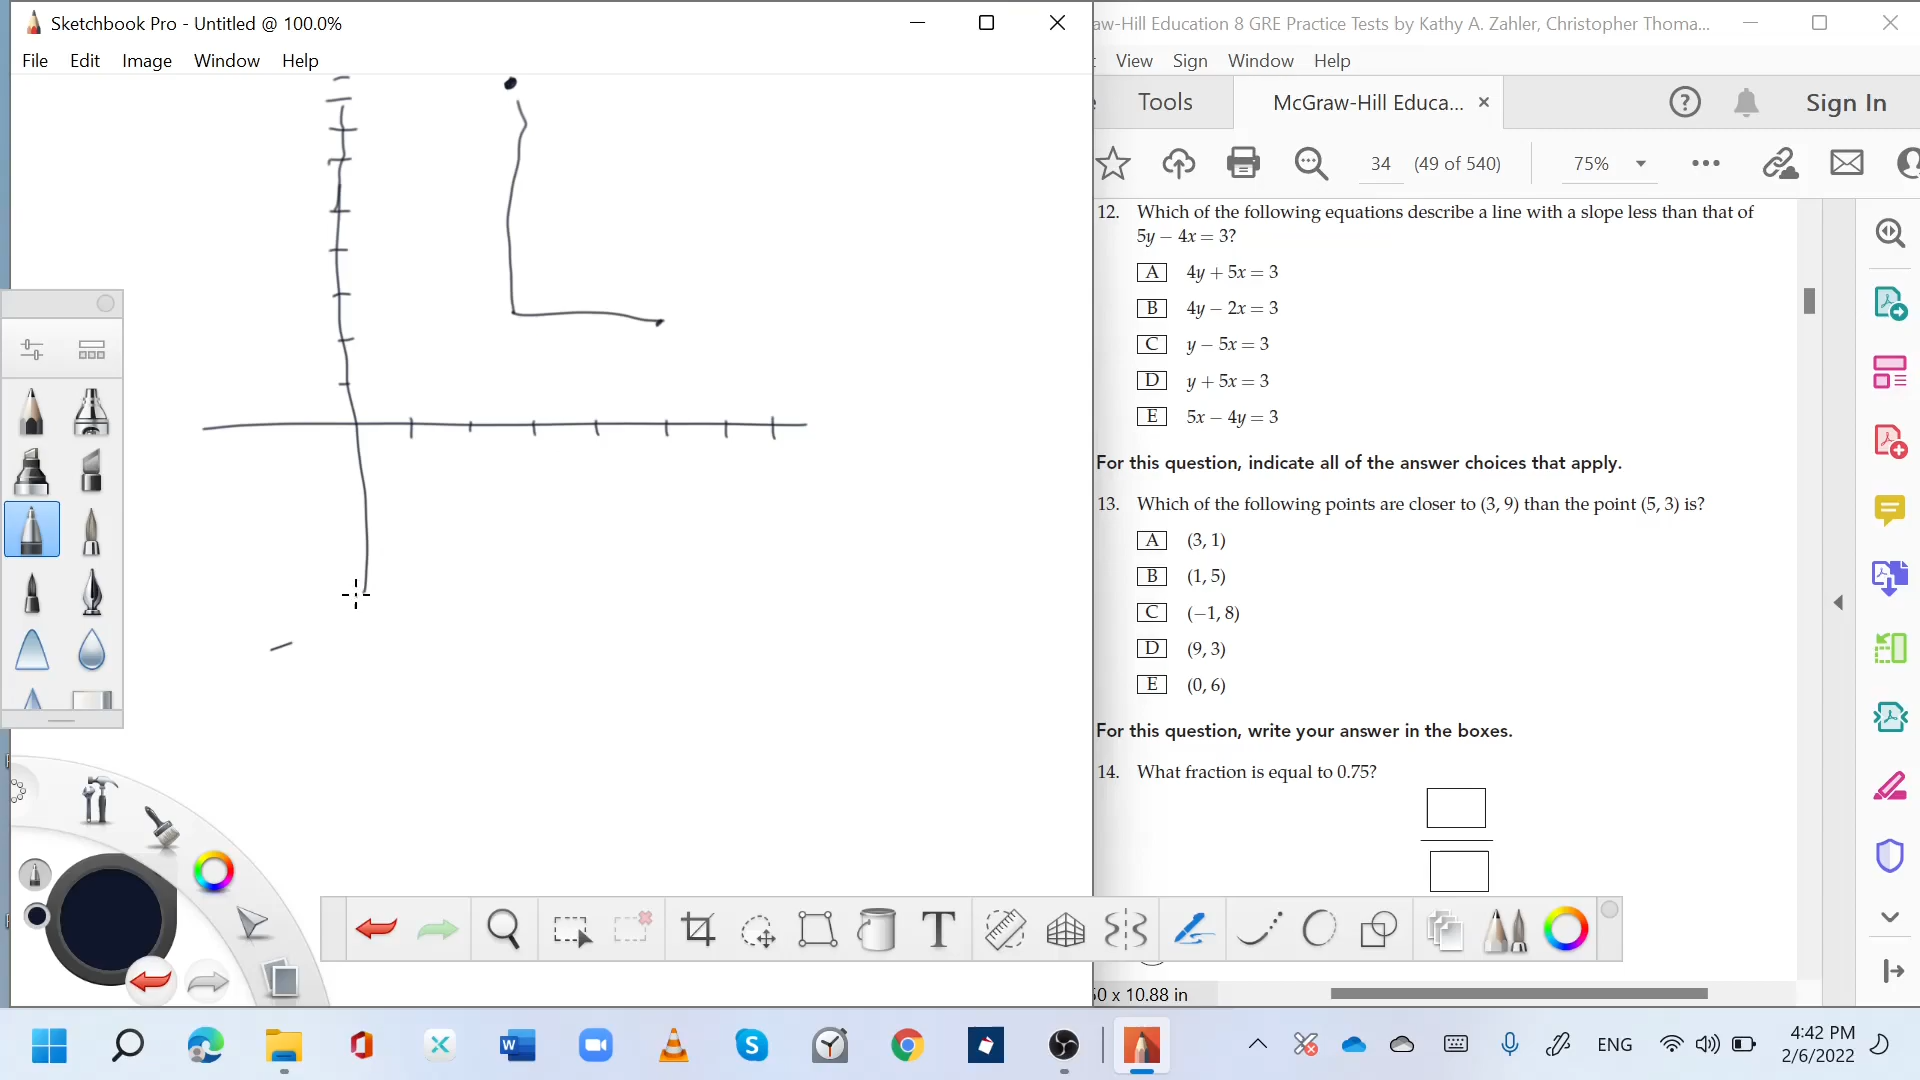 Sketchbook Pro - Untitled @ 100.0%
File Edit Image Window Help
aw-Hill Education 8 GRE Practice Tests by Kathy A. Zahler, Christopher Thoma...
View Sign Window Help
Tools McGraw-Hill Educa... × Sign In
34 (49 of 540) 75%
12. Which of the following equations describe a line with a slope less than that of
5y − 4x = 3?
A 4y + 5x = 3
B 4y − 2x = 3
C y − 5x = 3
D y + 5x = 3
E 5x − 4y = 3
For this question, indicate all of the answer choices that apply.
13. Which of the following points are closer to (3, 9) than the point (5, 3) is?
A (3, 1)
B (1, 5)
C (−1, 8)
D (9, 3)
E (0, 6)
For this question, write your answer in the boxes.
14. What fraction is equal to 0.75?
T
0 x 10.88 in
ENG
4:42 PM
2/6/2022